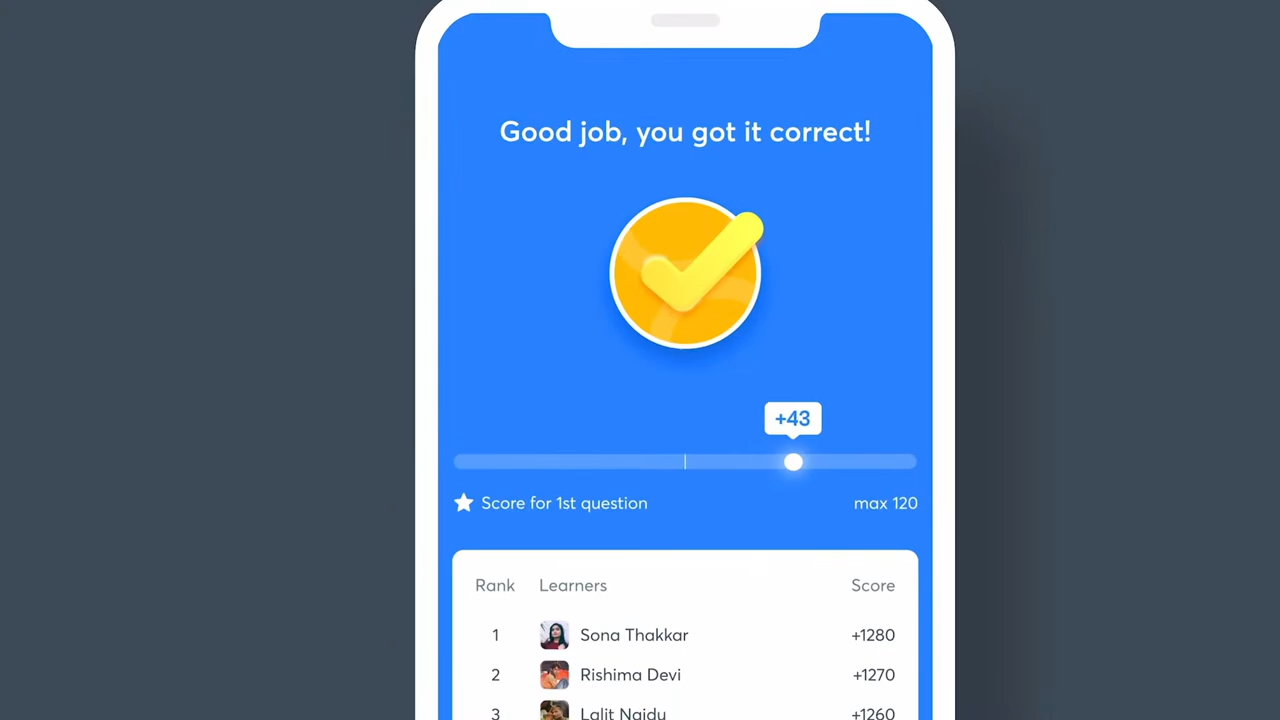 Good job, you got it correct!
+43
Score for 1st question max 120
Rank Learners Score
1 Sona Thakkar +1280
2 Rishima Devi +1270
3 Lalit Naidu +1260